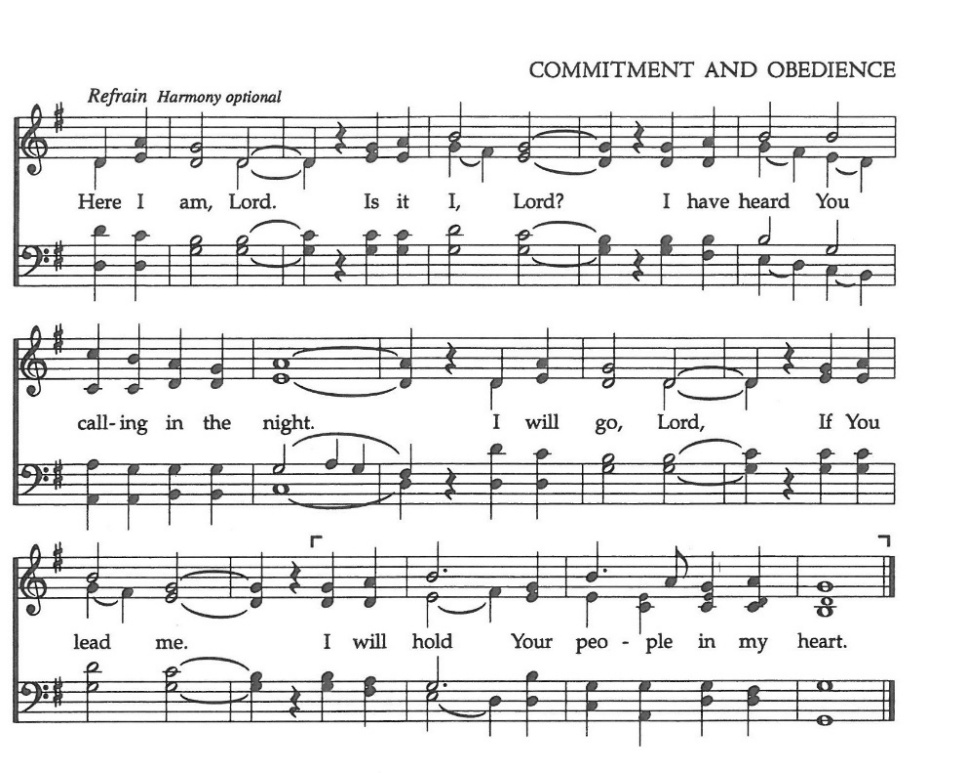 COMMITMENT AND OBEDIENCE
Refrain Harmony optional
Here I am, Lord. Is it I, Lord? I have heard You
call-ing in the night. I will go, Lord, If You
lead me. I will hold Your peo - ple in my heart.